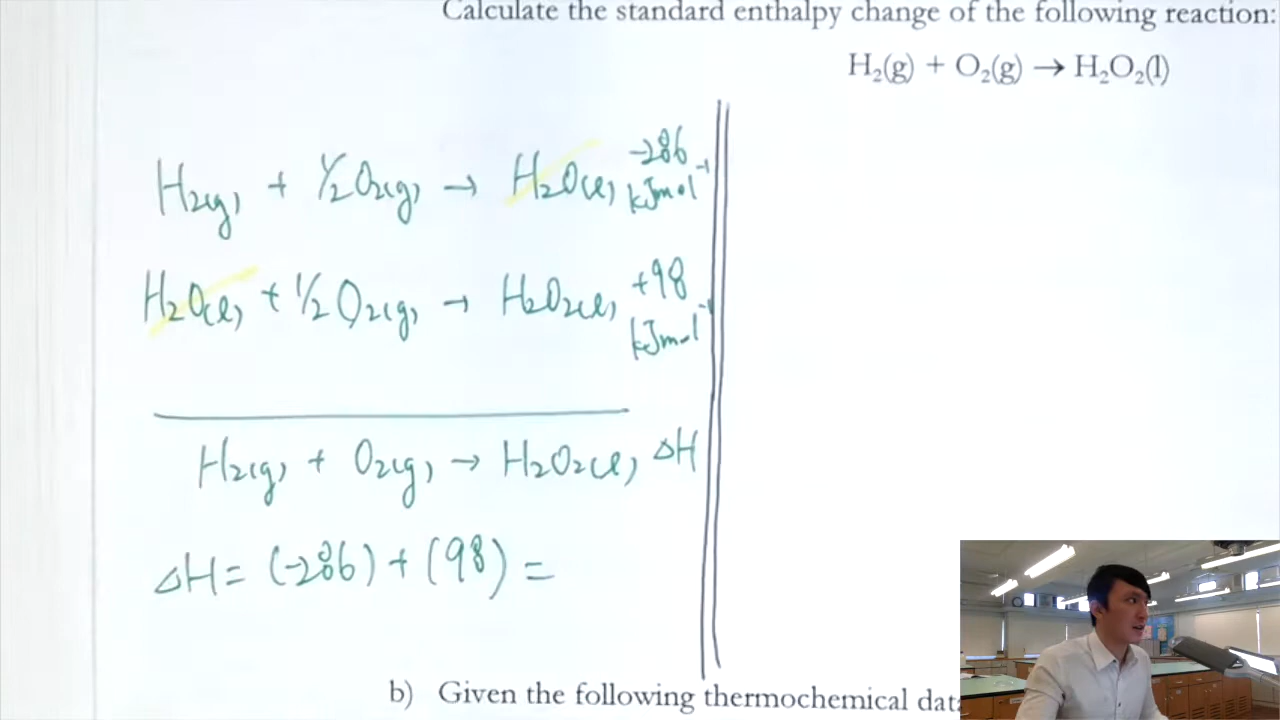 Calculate the standard enthalpy change of the following reaction:
H₂(g) + O₂(g) → H₂O₂(l)
H₂(g) + ½O₂(g) → H₂O(l) -286 kJmol⁻¹
H₂O(l) + ½O₂(g) → H₂O₂(l) +98 kJmol⁻¹
H₂(g) + O₂(g) → H₂O₂(l) ΔH
ΔH = (-286) + (98) =
b) Given the following thermochemical data